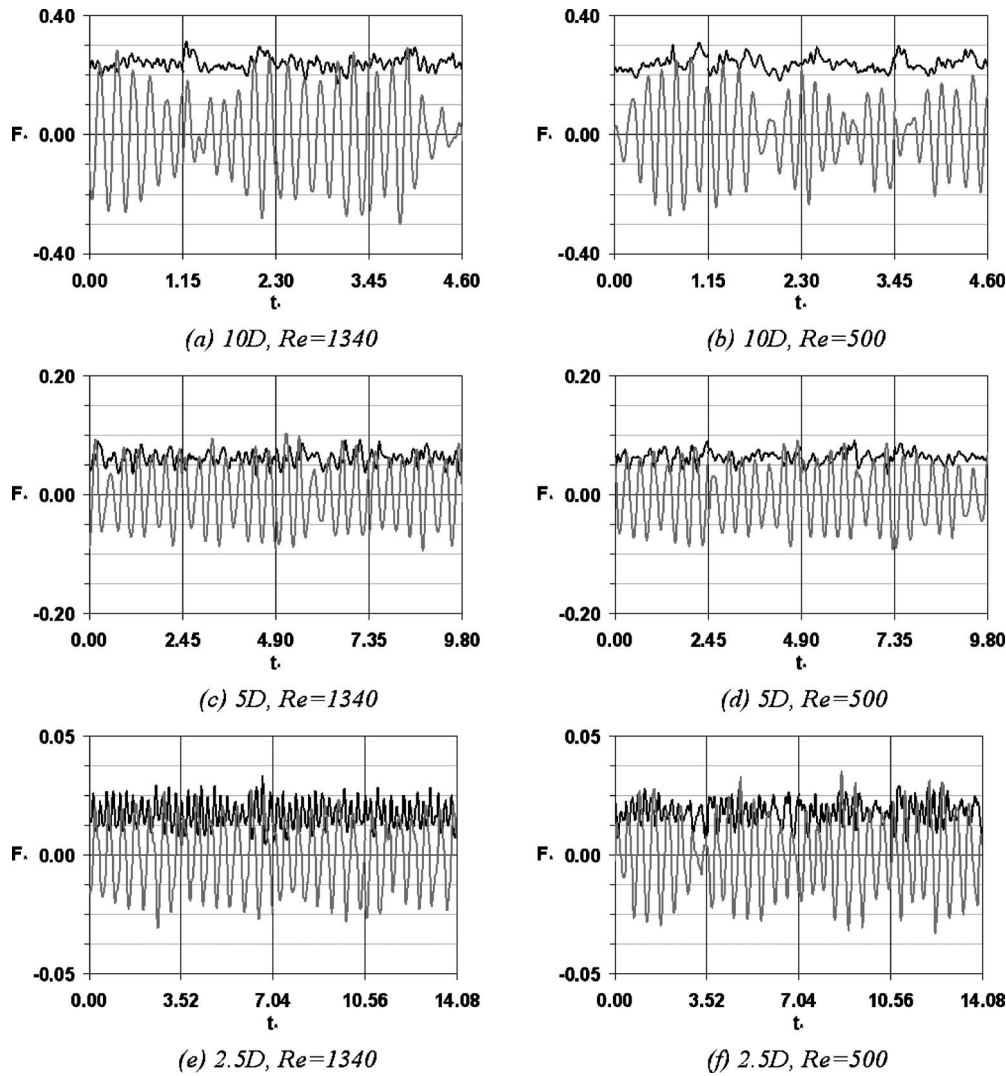 0.40
F^
0.00
-0.40
0.00 1.15 2.30 3.45 4.60
t^
(a) 10D, Re=1340
0.40
F^
0.00
-0.40
0.00 1.15 2.30 3.45 4.60
t^
(b) 10D, Re=500
0.20
F^
0.00
-0.20
0.00 2.45 4.90 7.35 9.80
t^
(c) 5D, Re=1340
0.20
F^
0.00
-0.20
0.00 2.45 4.90 7.35 9.80
t^
(d) 5D, Re=500
0.05
F^
0.00
-0.05
0.00 3.52 7.04 10.56 14.08
t^
(e) 2.5D, Re=1340
0.05
F^
0.00
-0.05
0.00 3.52 7.04 10.56 14.08
t^
(f) 2.5D, Re=500